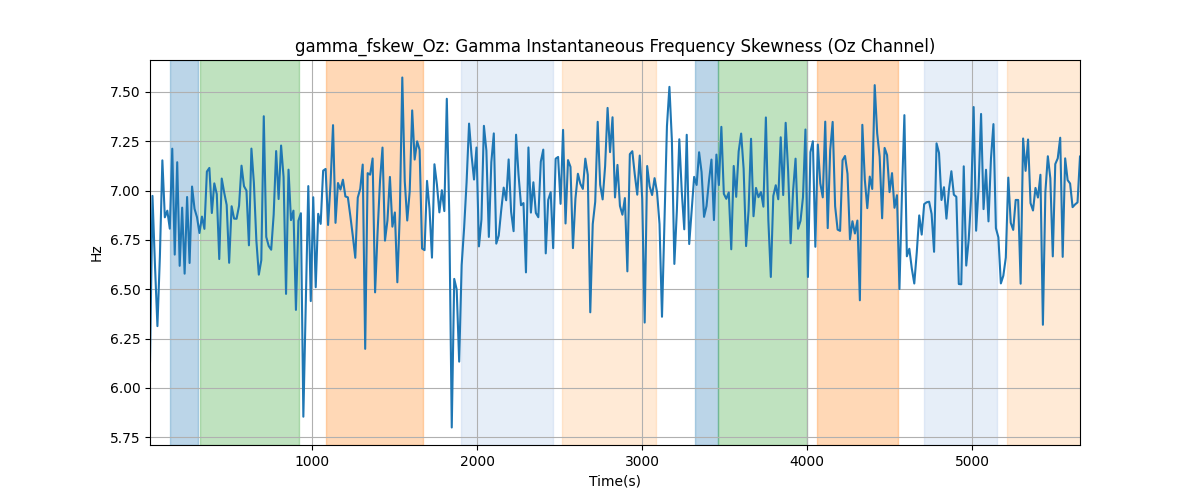 gamma_fskew_Oz: Gamma Instantaneous Frequency Skewness (Oz Channel)
7.50
7.25
7.00
6.75
6.50
6.25
6.00
5.75
Hz
1000 2000 3000 4000 5000
Time(s)